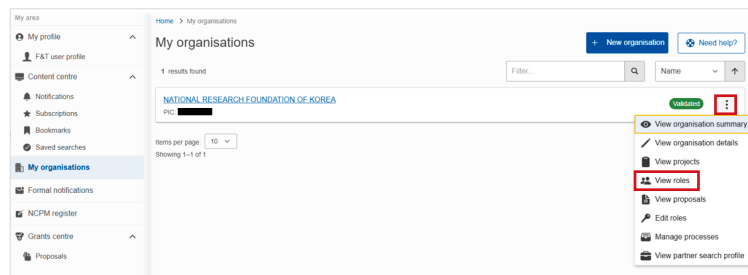 My area
My profile
F&T user profile
Content centre
Notifications
Subscriptions
Bookmarks
Saved searches
My organisations
Formal notifications
NCPM register
Grants centre
Proposals
Home > My organisations
My organisations
+ New organisation
Need help?
1 results found
Filter...
Name
NATIONAL RESEARCH FOUNDATION OF KOREA
PIC:
Validated
Items per page: 10
Showing 1–1 of 1
View organisation summary
View organisation details
View projects
View roles
View proposals
Edit roles
Manage processes
View partner search profile